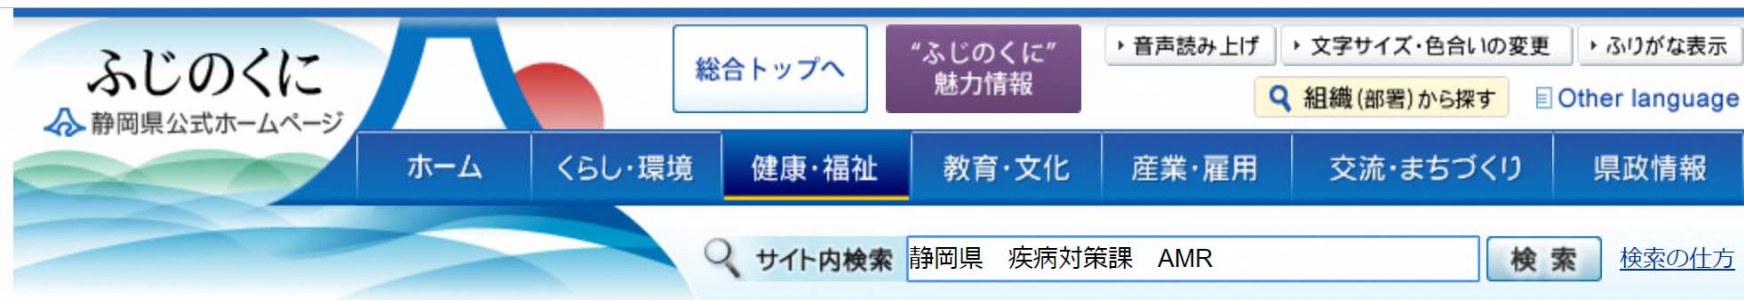 ふじのくに
静岡県公式ホームページ
総合トップへ
“ふじのくに”
魅力情報
音声読み上げ
文字サイズ・色合いの変更
ふりがな表示
組織(部署)から探す
Other language
ホーム
くらし・環境
健康・福祉
教育・文化
産業・雇用
交流・まちづくり
県政情報
サイト内検索
静岡県　疾病対策課　AMR
検索
検索の仕方